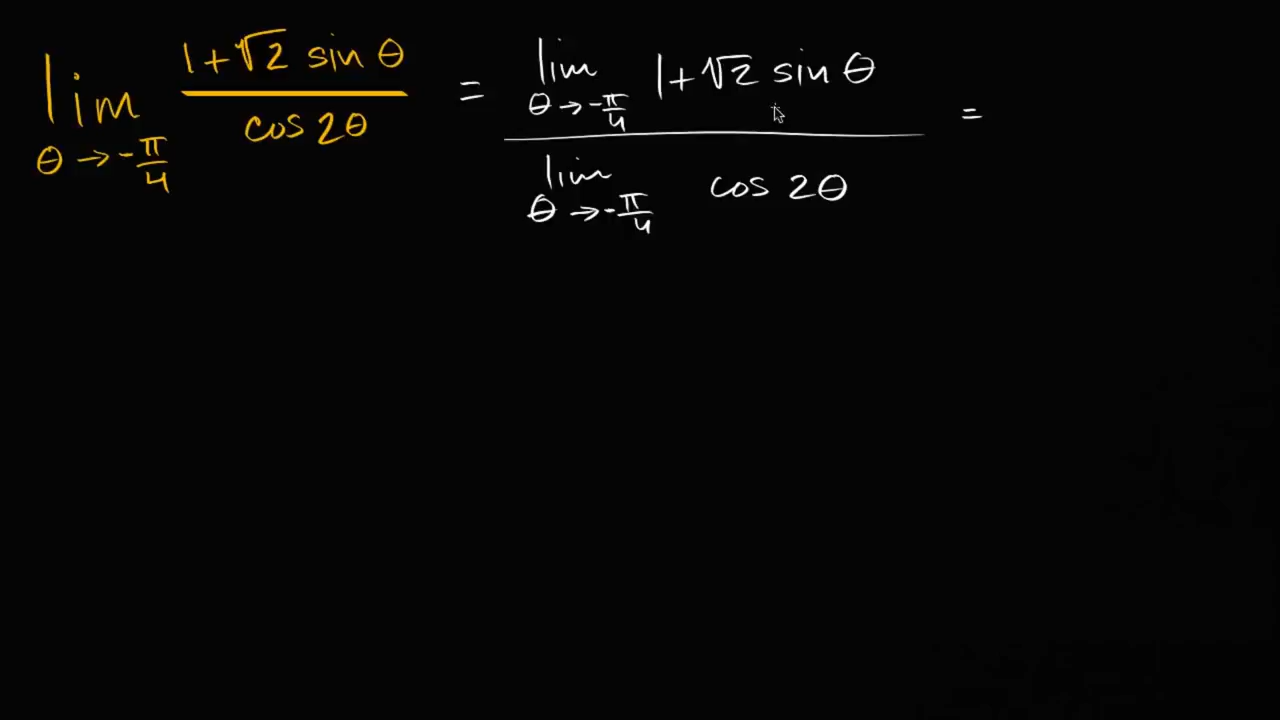 lim θ → -π/4 (1 + √2 sin θ) / (cos 2θ) = (lim θ → -π/4 1 + √2 sin θ) / (lim θ → -π/4 cos 2θ) =